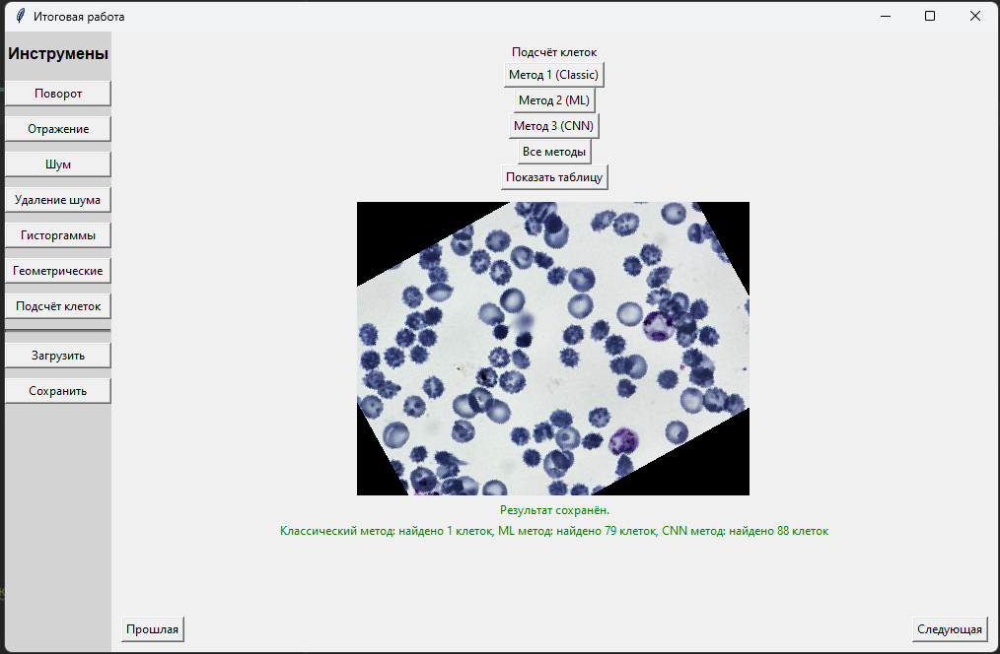 Итоговая работа
Инструмены
Поворот
Отражение
Шум
Удаление шума
Гисторгаммы
Геометрические
Подсчёт клеток
Загрузить
Сохранить
Подсчёт клеток
Метод 1 (Classic)
Метод 2 (ML)
Метод 3 (CNN)
Все методы
Показать таблицу
Результат сохранён.
Классический метод: найдено 1 клеток, ML метод: найдено 79 клеток, CNN метод: найдено 88 клеток
Прошлая
Следующая